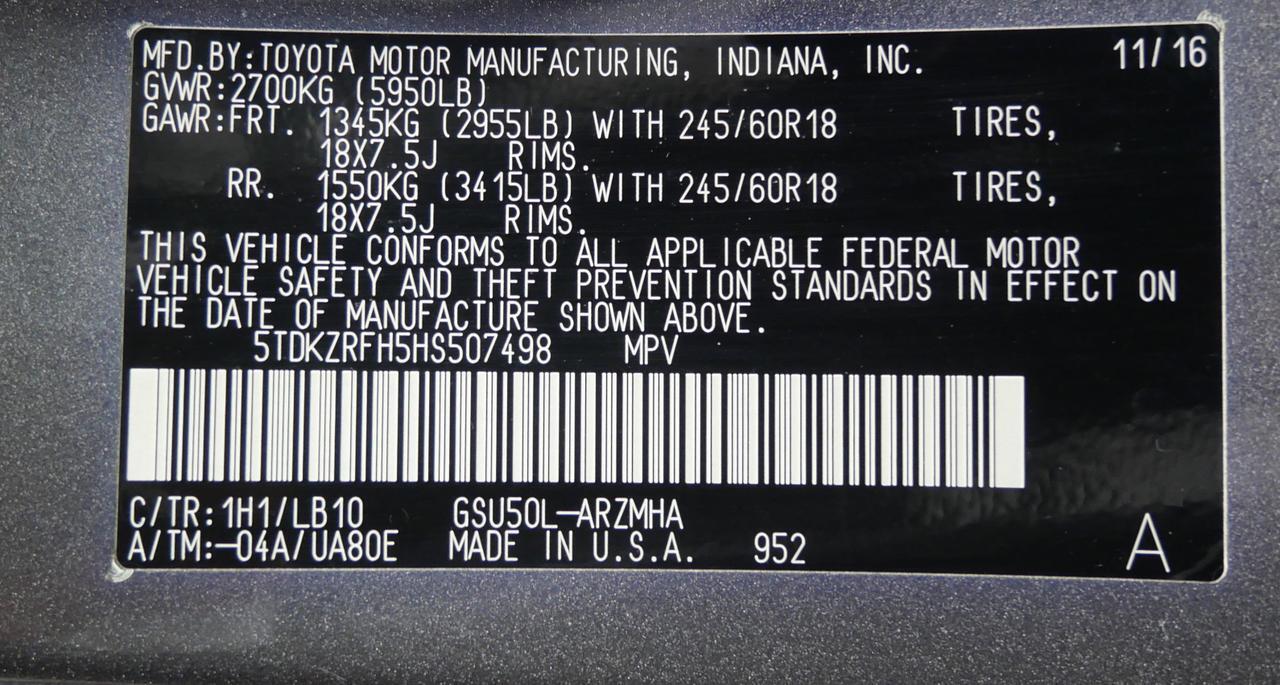 MFD.BY:TOYOTA MOTOR MANUFACTURING, INDIANA, INC. 11/16
GVWR:2700KG (5950LB)
GAWR:FRT. 1345KG (2955LB) WITH 245/60R18 TIRES,
18X7.5J RIMS.
RR. 1550KG (3415LB) WITH 245/60R18 TIRES,
18X7.5J RIMS.
THIS VEHICLE CONFORMS TO ALL APPLICABLE FEDERAL MOTOR
VEHICLE SAFETY AND THEFT PREVENTION STANDARDS IN EFFECT ON
THE DATE OF MANUFACTURE SHOWN ABOVE.
5TDKZRFH5HS507498 MPV
C/TR:1H1/LB10 GSU50L-ARZMHA
A/TM:-04A/UA80E MADE IN U.S.A. 952 A